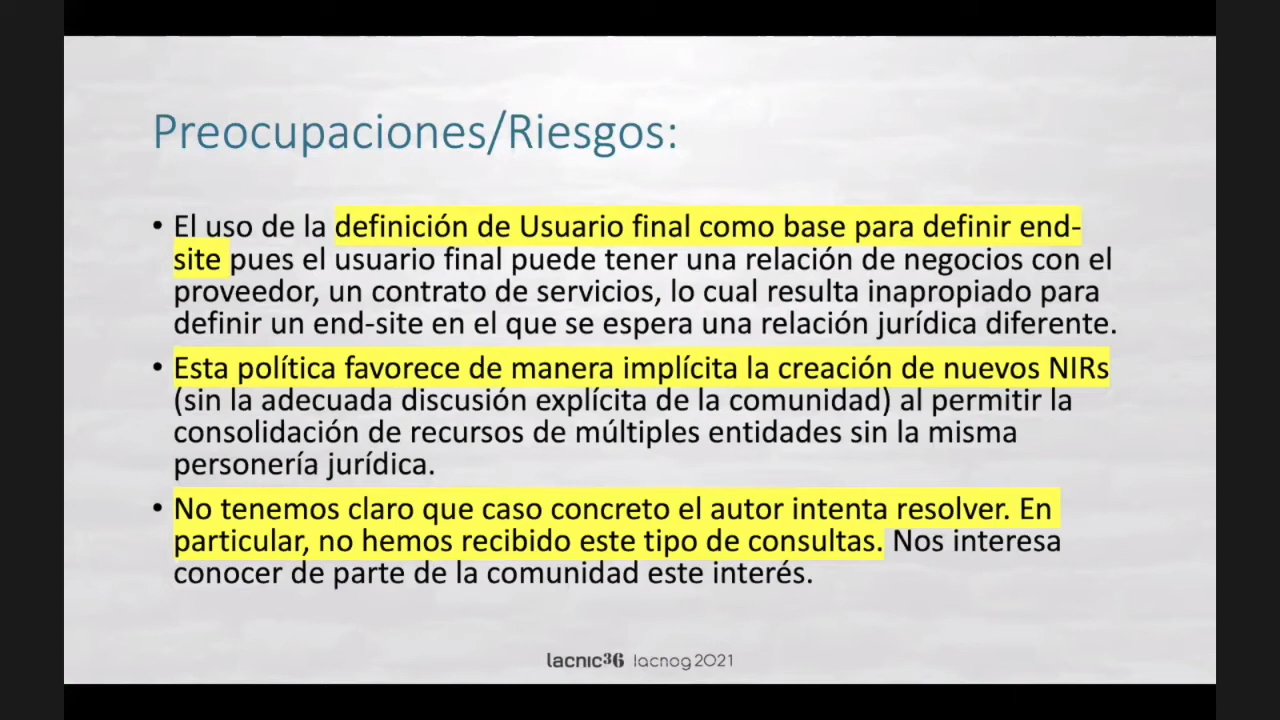 Preocupaciones/Riesgos:
• El uso de la definición de Usuario final como base para definir end-
site pues el usuario final puede tener una relación de negocios con el
proveedor, un contrato de servicios, lo cual resulta inapropiado para
definir un end-site en el que se espera una relación jurídica diferente.
• Esta política favorece de manera implícita la creación de nuevos NIRs
(sin la adecuada discusión explícita de la comunidad) al permitir la
consolidación de recursos de múltiples entidades sin la misma
personería jurídica.
• No tenemos claro que caso concreto el autor intenta resolver. En
particular, no hemos recibido este tipo de consultas. Nos interesa
conocer de parte de la comunidad este interés.
lacnic36 lacnog2021